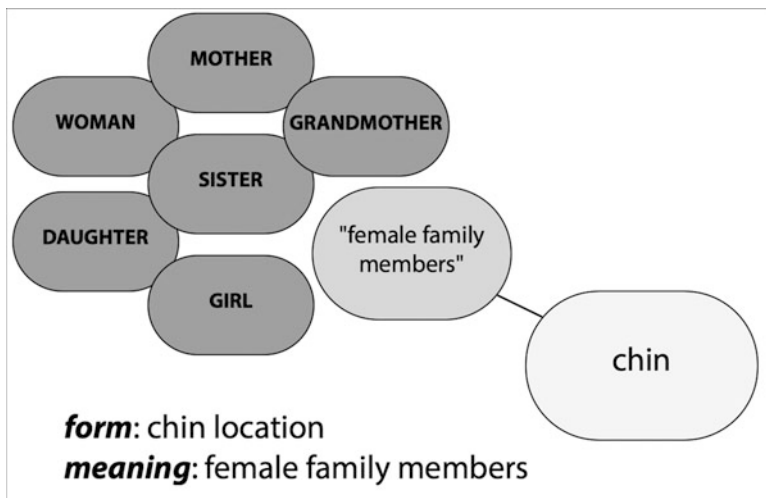 MOTHER
WOMAN
GRANDMOTHER
SISTER
DAUGHTER
"female family
members"
GIRL
chin
form: chin location
meaning: female family members